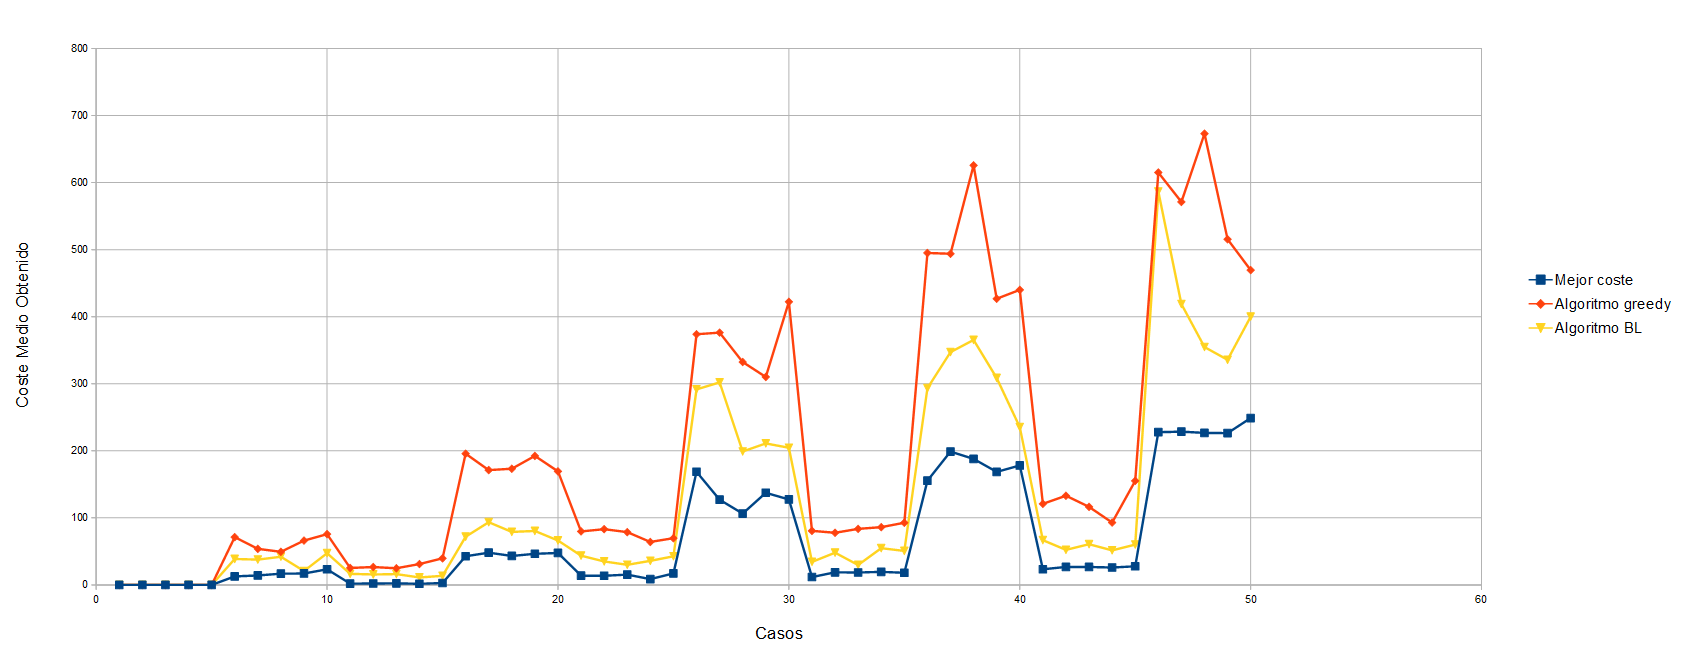 800
700
600
500
400
300
200
100
0
0 10 20 30 40 50 60
Coste Medio Obtenido
Casos
Mejor coste
Algoritmo greedy
Algoritmo BL